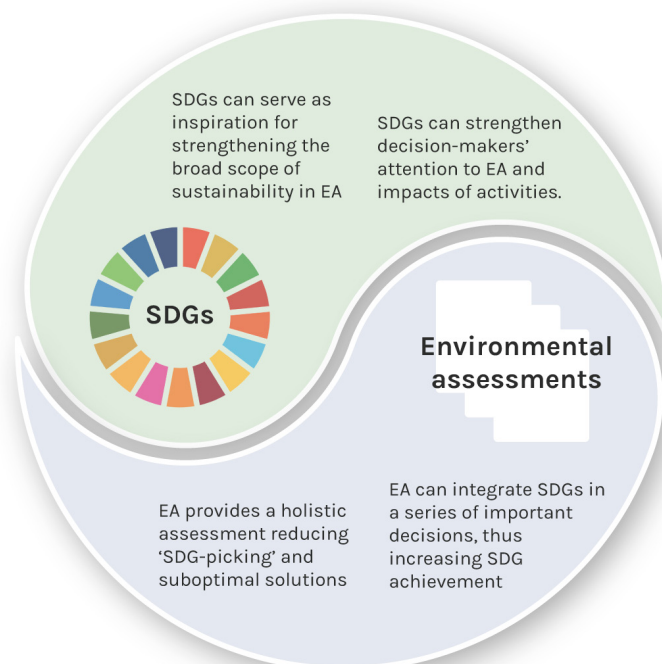 SDGs can serve as
inspiration for
strengthening the
broad scope of
sustainability in EA
SDGs can strengthen
decision-makers’
attention to EA and
impacts of activities.
SDGs
Environmental
assessments
EA provides a holistic
assessment reducing
‘SDG-picking’ and
suboptimal solutions
EA can integrate SDGs in
a series of important
decisions, thus
increasing SDG
achievement